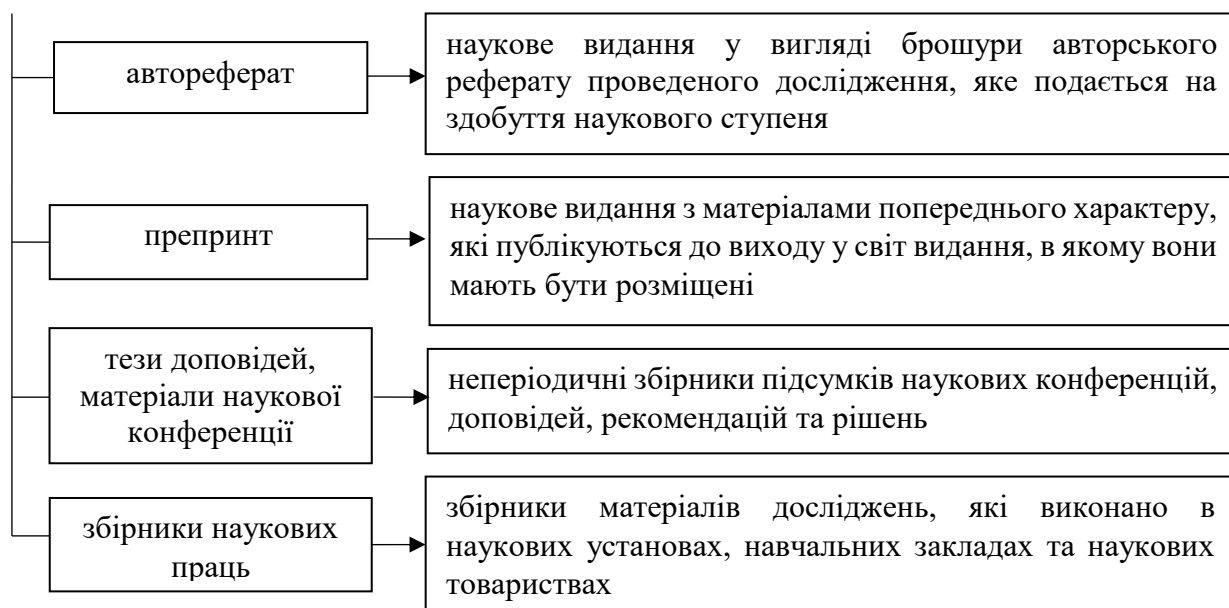 автореферат
наукове видання у вигляді брошури авторського
реферату проведеного дослідження, яке подається на
здобуття наукового ступеня
препринт
наукове видання з матеріалами попереднього характеру,
які публікуються до виходу у світ видання, в якому вони
мають бути розміщені
тези доповідей,
матеріали наукової
конференції
неперіодичні збірники підсумків наукових конференцій,
доповідей, рекомендацій та рішень
збірники наукових
праць
збірники матеріалів досліджень, які виконано в
наукових установах, навчальних закладах та наукових
товариствах